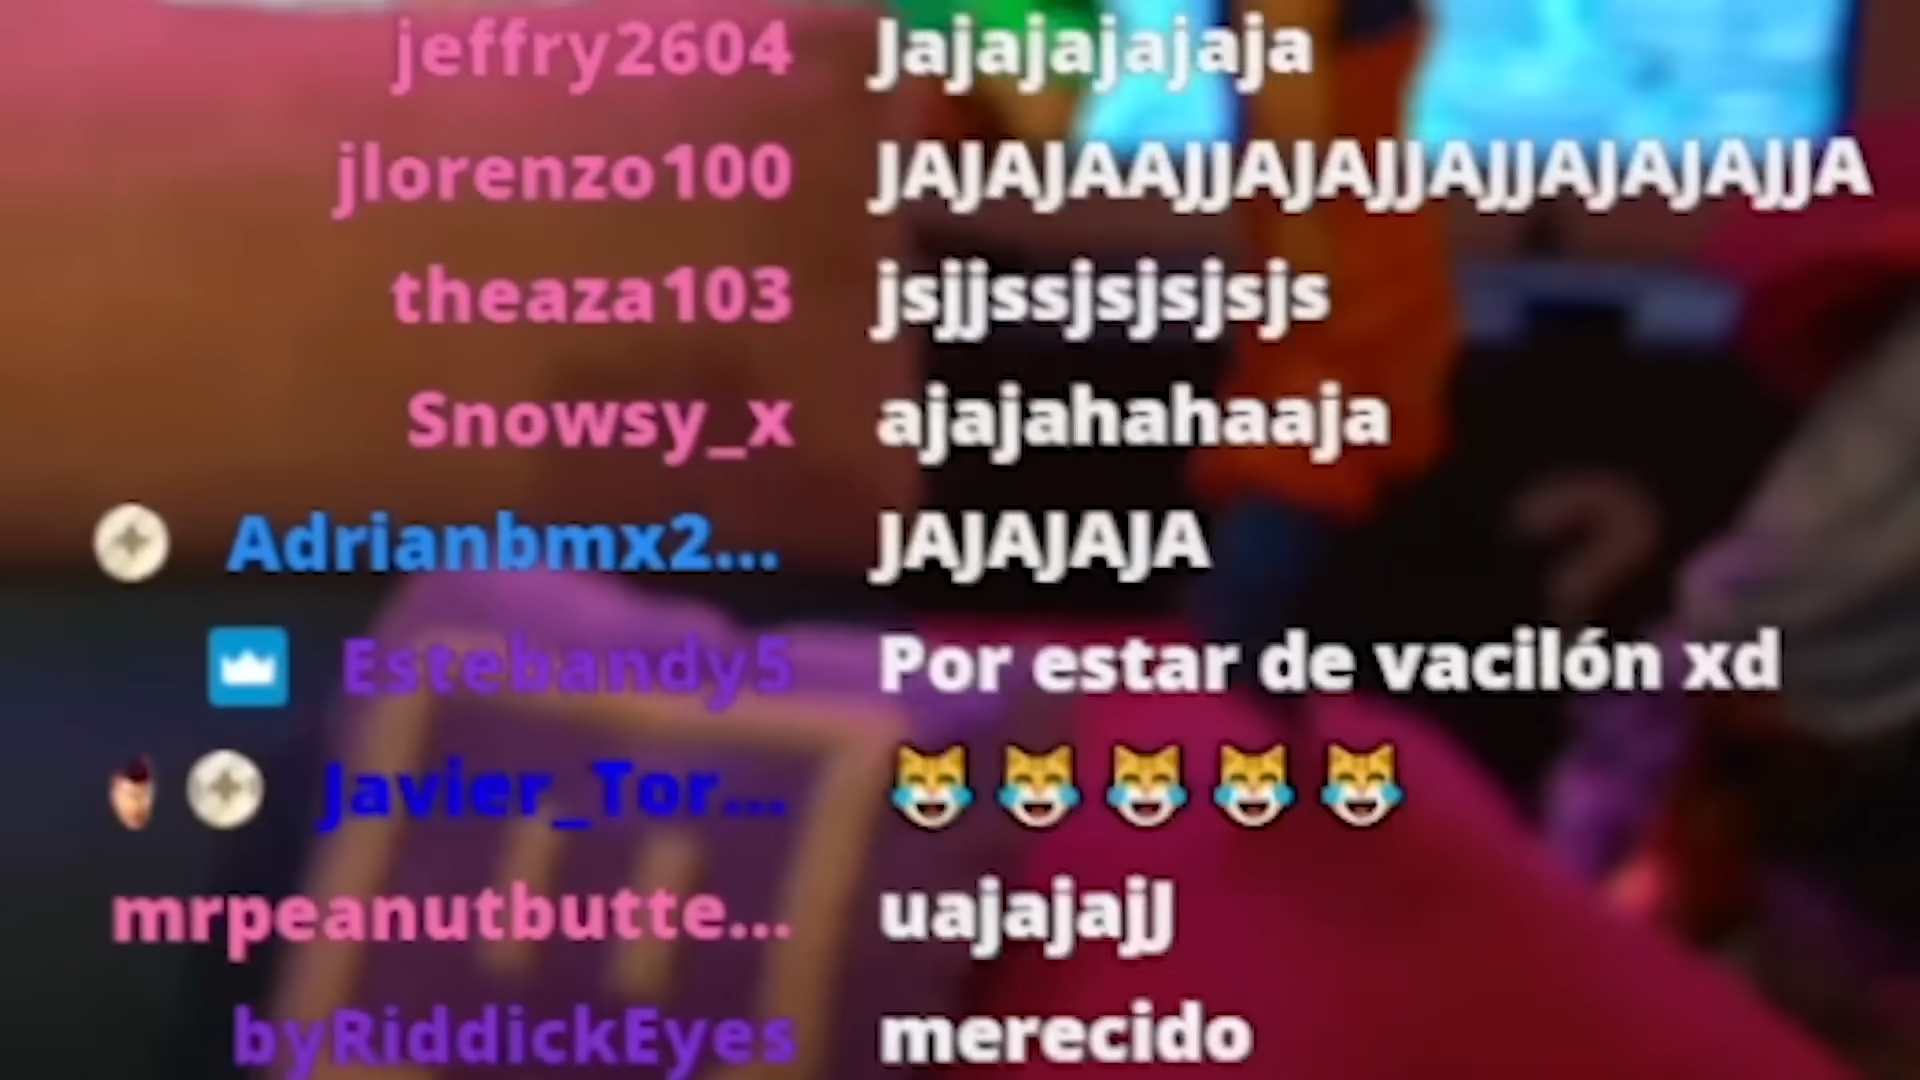 jeffry2604 Jajajajajaja
jlorenzo100 JAJAJAAJJAJAJJAJJAJAJAJJA
theaza103 jsjjssjsjsjsjs
Snowsy_x ajajahahaaja
Adrianbmx2... JAJAJAJA
Estebandy5 Por estar de vacilón xd
Javier_Tor... 😹😹😹😹😹
mrpeanutbutte... uajajajJ
byRiddickEyes merecido